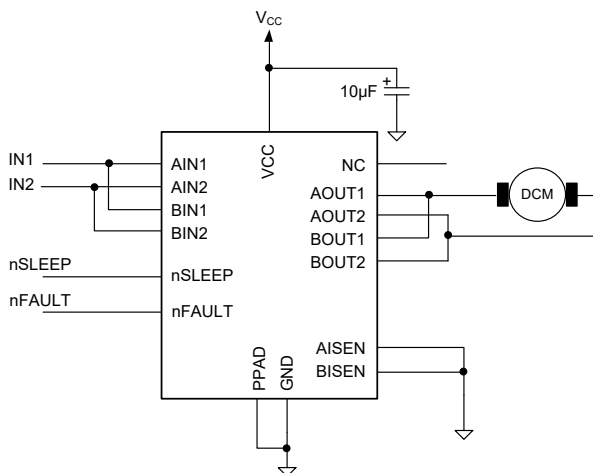 VCC
10µF
+
IN1
IN2
nSLEEP
nFAULT
AIN1
AIN2
BIN1
BIN2
nSLEEP
nFAULT
VCC
NC
AOUT1
AOUT2
BOUT1
BOUT2
AISEN
BISEN
PPAD
GND
DCM